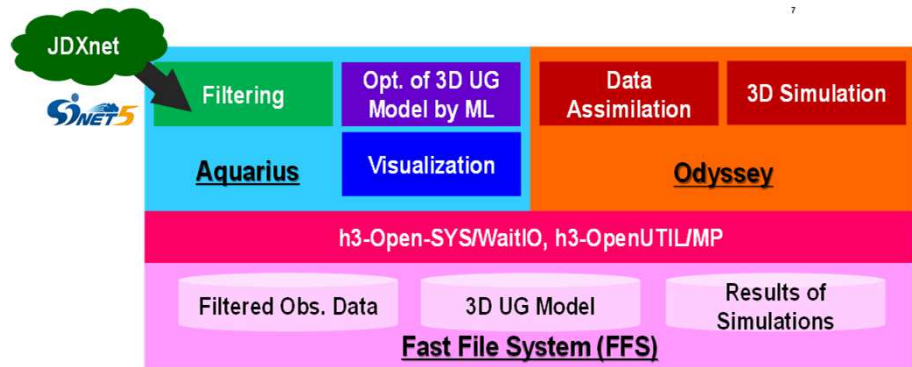 7
JDXnet
SINET5
Filtering
Opt. of 3D UG
Model by ML
Data
Assimilation
3D Simulation
Aquarius
Visualization
Odyssey
h3-Open-SYS/WaitIO, h3-OpenUTIL/MP
Filtered Obs. Data
3D UG Model
Results of
Simulations
Fast File System (FFS)